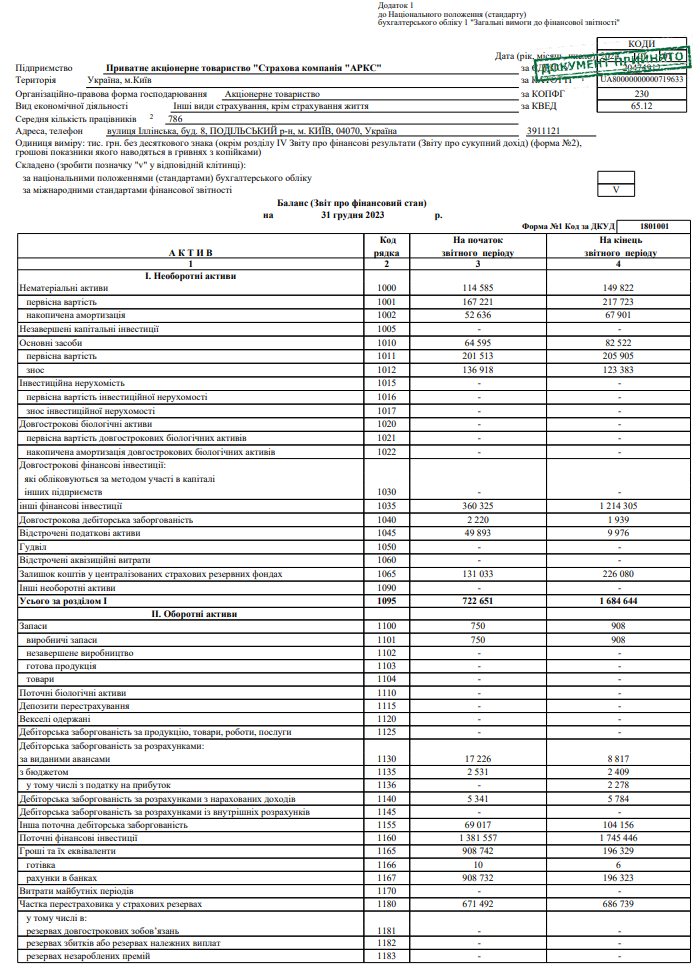 Додаток 1
до Національного положення (стандарту)
бухгалтерського обліку 1 "Загальні вимоги до фінансової звітності"
КОДИ
Дата (рік, місяць,
ДОКУМЕНТ ПРИЙНЯТО
Підприємство Приватне акціонерне товариство "Страхова компанія "АРКС" за
Територія Україна, м.Київ за UA80000000000719633
Організаційно-правова форма господарювання Акціонерне товариство за КОПФГ 230
Вид економічної діяльності Інші види страхування, крім страхування життя за КВЕД 65.12
Середня кількість працівників 2 786
Адреса, телефон вулиця Іллінська, буд. 8, ПОДІЛЬСЬКИЙ р-н, м. КИЇВ, 04070, Україна 3911121
Одиниця виміру: тис. грн. без десяткового знака (окрім розділу IV Звіту про фінансові результати (Звіту про сукупний дохід) (форма №2),
грошові показники якого наводяться в гривнях з копійками)
Складено (зробити позначку "v" у відповідній клітинці):
за національними положеннями (стандартами) бухгалтерського обліку
за міжнародними стандартами фінансової звітності V
Баланс (Звіт про фінансовий стан)
на 31 грудня 2023 р.
Форма №1 Код за ДКУД 1801001
А К Т И В Код рядка На початок звітного періоду На кінець звітного періоду
1 2 3 4
І. Необоротні активи
Нематеріальні активи 1000 114 585 149 822
первісна вартість 1001 167 221 217 723
накопичена амортизація 1002 52 636 67 901
Незавершені капітальні інвестиції 1005 - -
Основні засоби 1010 64 595 82 522
первісна вартість 1011 201 513 205 905
знос 1012 136 918 123 383
Інвестиційна нерухомість 1015 - -
первісна вартість інвестиційної нерухомості 1016 - -
знос інвестиційної нерухомості 1017 - -
Довгострокові біологічні активи 1020 - -
первісна вартість довгострокових біологічних активів 1021 - -
накопичена амортизація довгострокових біологічних активів 1022 - -
Довгострокові фінансові інвестиції:
які обліковуються за методом участі в капіталі
інших підприємств 1030 - -
інші фінансові інвестиції 1035 360 325 1 214 305
Довгострокова дебіторська заборгованість 1040 2 220 1 939
Відстрочені податкові активи 1045 49 893 9 976
Гудвіл 1050 - -
Відстрочені аквізиційні витрати 1060 - -
Залишок коштів у централізованих страхових резервних фондах 1065 131 033 226 080
Інші необоротні активи 1090 - -
Усього за розділом І 1095 722 651 1 684 644
ІІ. Оборотні активи
Запаси 1100 750 908
виробничі запаси 1101 750 908
незавершене виробництво 1102 - -
готова продукція 1103 - -
товари 1104 - -
Поточні біологічні активи 1110 - -
Депозити перестрахування 1115 - -
Векселі одержані 1120 - -
Дебіторська заборгованість за продукцію, товари, роботи, послуги 1125 - -
Дебіторська заборгованість за розрахунками:
за виданими авансами 1130 17 226 8 817
з бюджетом 1135 2 531 2 409
у тому числі з податку на прибуток 1136 - 2 278
Дебіторська заборгованість за розрахунками з нарахованих доходів 1140 5 341 5 784
Дебіторська заборгованість за розрахунками із внутрішніх розрахунків 1145 - -
Інша поточна дебіторська заборгованість 1155 69 017 104 156
Поточні фінансові інвестиції 1160 1 381 557 1 745 446
Гроші та їх еквіваленти 1165 908 742 196 329
готівка 1166 10 6
рахунки в банках 1167 908 732 196 323
Витрати майбутніх періодів 1170 - -
Частка перестраховика у страхових резервах 1180 671 492 686 739
у тому числі в:
резервах довгострокових зобов’язань 1181 - -
резервах збитків або резервах належних виплат 1182 - -
резервах незароблених премій 1183 - -